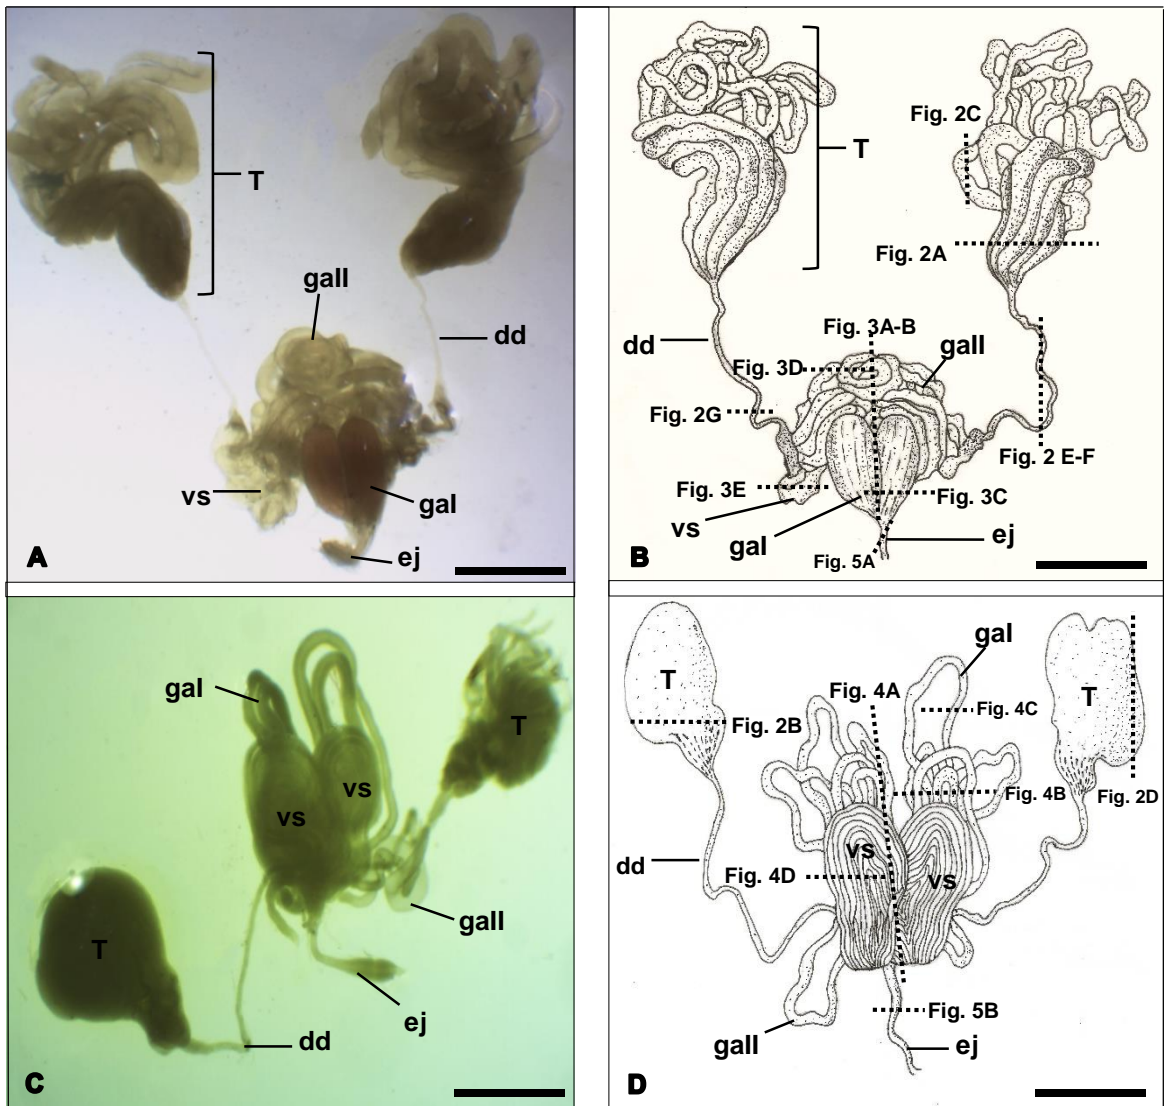 T
gall
dd
vs
gal
ej
A
Fig. 2C
T
Fig. 2A
dd
Fig. 3A-B
gall
Fig. 3D
Fig. 2G
Fig. 2 E-F
Fig. 3E
Fig. 3C
vs
gal
ej
Fig. 5A
B
gal
T
vs
vs
gall
T
ej
dd
C
gal
T
Fig. 4A
T
Fig. 4C
Fig. 2B
Fig. 4B
Fig. 2D
vs
dd
Fig. 4D
vs
Fig. 5B
gall
ej
D